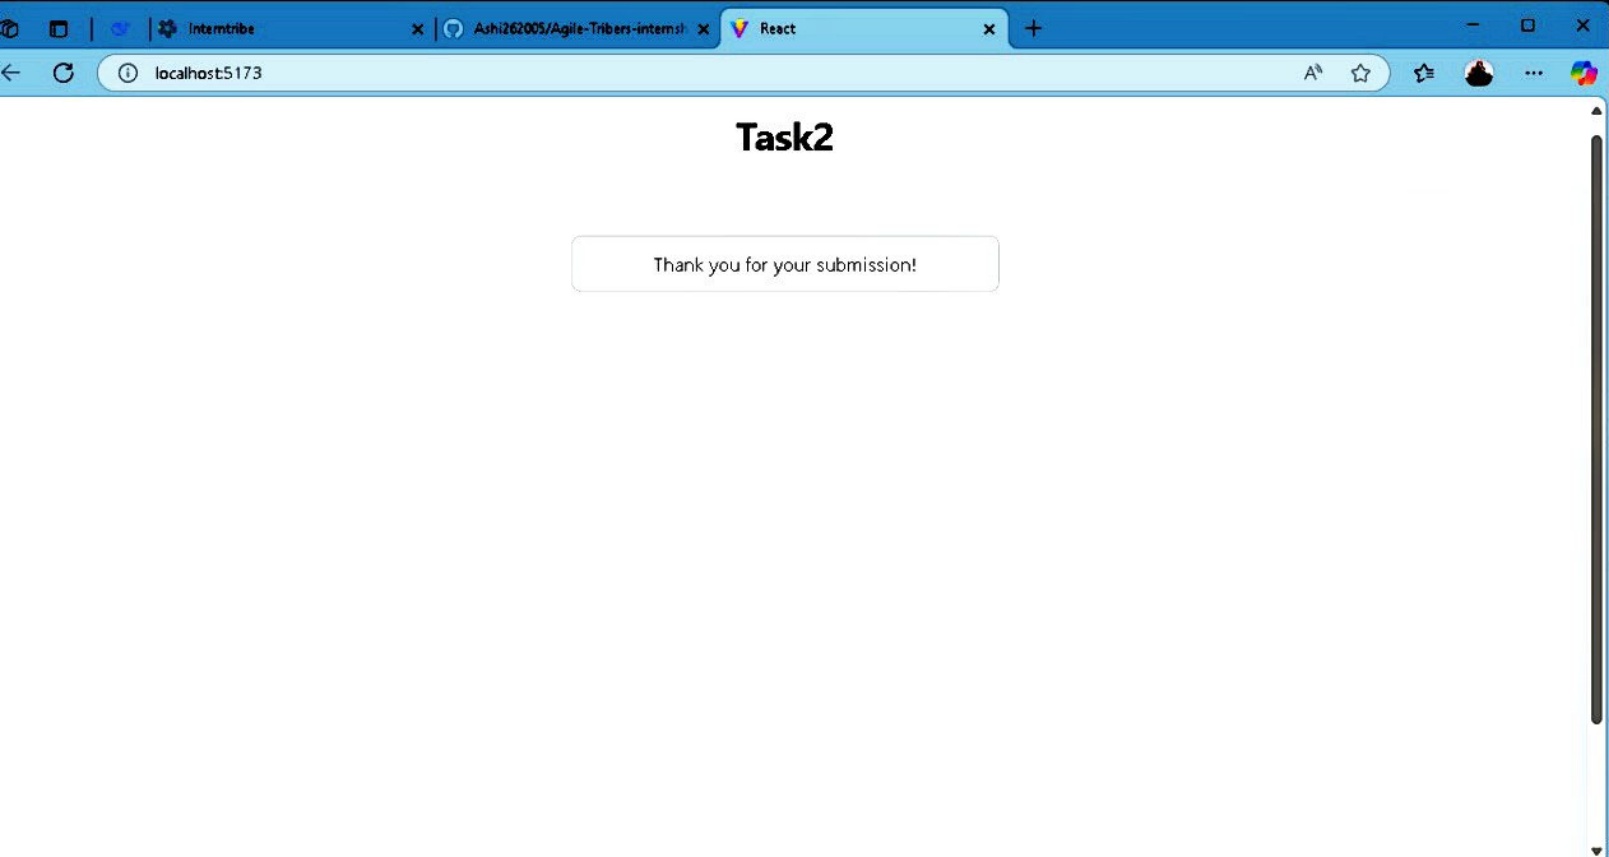 Interntribe
Ashi262005/Agile-Tribers-internsh
React
localhost:5173
Task2
Thank you for your submission!